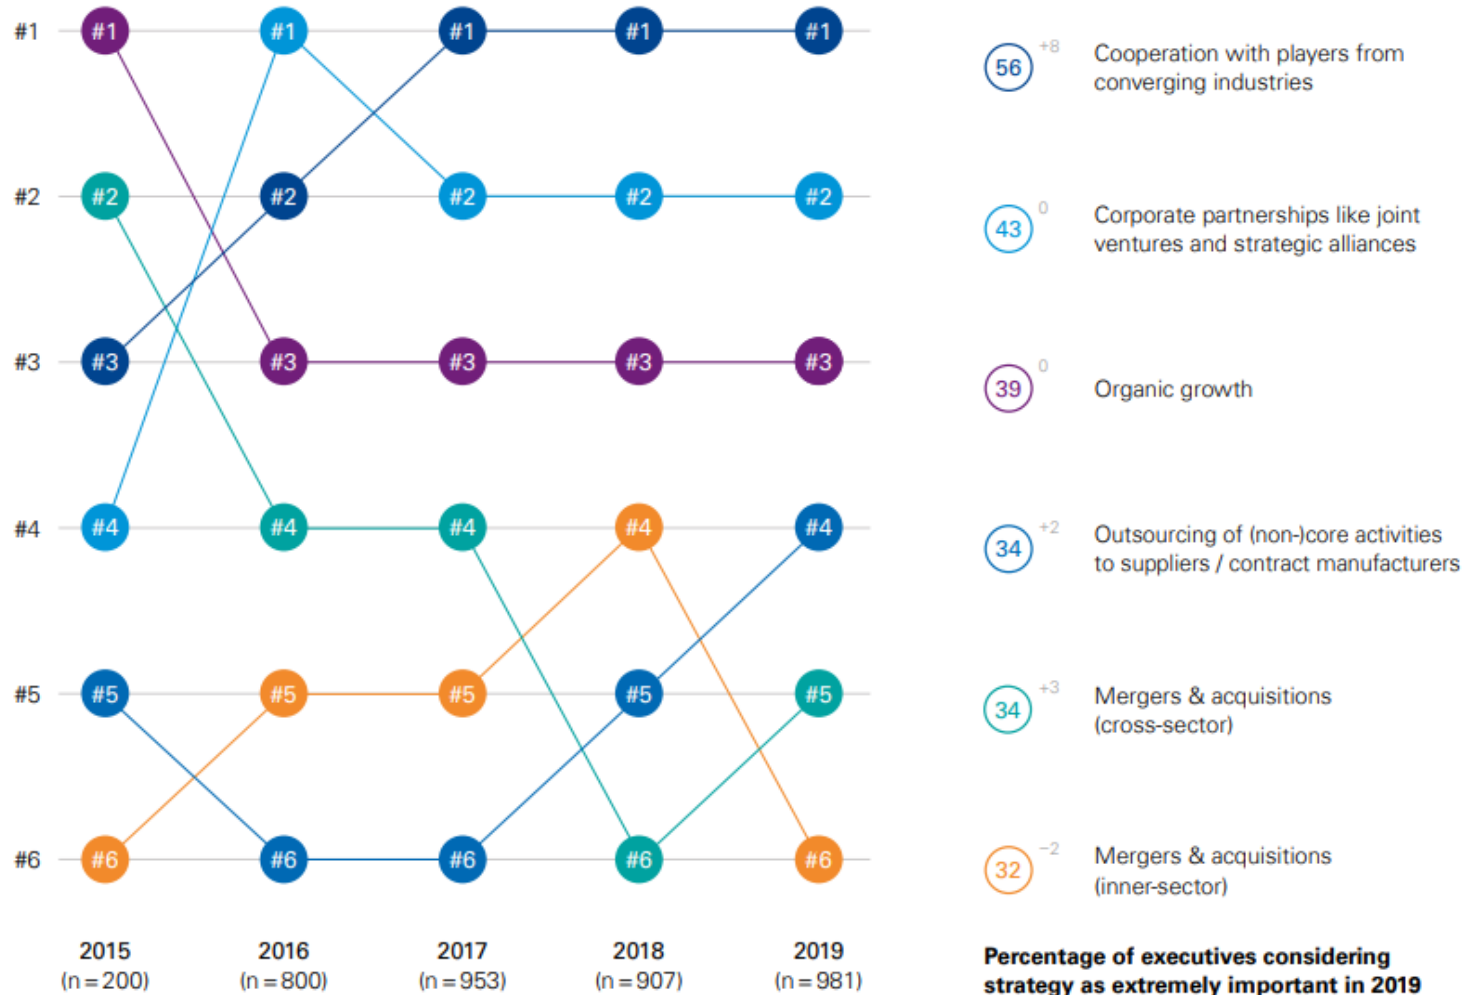 #1 #1 #1 #1 #1 #1
56 +8 Cooperation with players from
converging industries
#2 #2 #2 #2 #2 #2
43 0 Corporate partnerships like joint
ventures and strategic alliances
#3 #3 #3 #3 #3 #3
39 0 Organic growth
#4 #4 #4 #4 #4 #4
34 +2 Outsourcing of (non-)core activities
to suppliers / contract manufacturers
#5 #5 #5 #5 #5 #5
34 +3 Mergers & acquisitions
(cross-sector)
#6 #6 #6 #6 #6 #6
32 −2 Mergers & acquisitions
(inner-sector)
2015 2016 2017 2018 2019
(n = 200) (n = 800) (n = 953) (n = 907) (n = 981)
Percentage of executives considering
strategy as extremely important in 2019